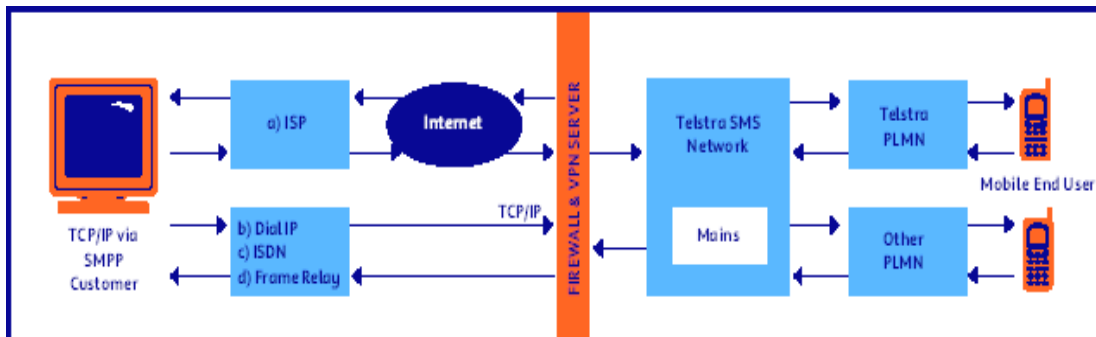 TCP/IP via
SMPP
Customer
a) ISP
b) Dial IP
c) ISDN
d) Frame Relay
Internet
TCP/IP
FIREWALL & VPN SERVER
Telstra SMS
Network
Mains
Telstra
PLMN
Other
PLMN
Mobile End User